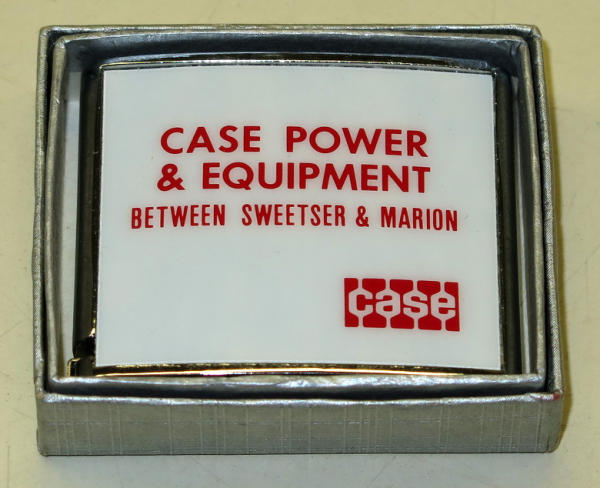 CASE POWER
& EQUIPMENT
BETWEEN SWEETSER & MARION
case